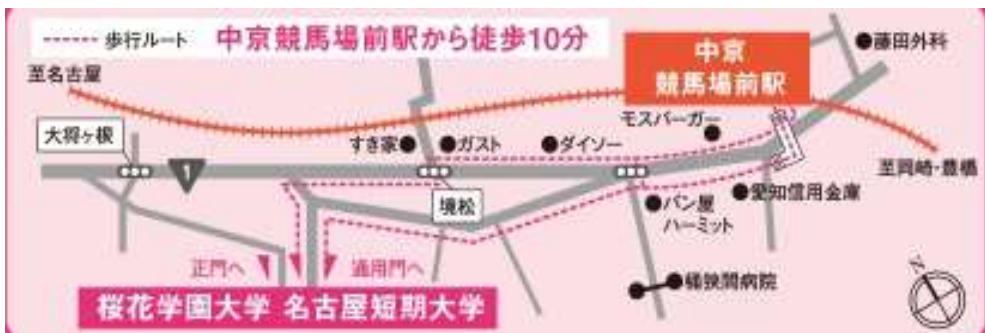 歩行ルート 中京競馬場前駅から徒歩10分
中京
競馬場前駅
藤田外科
至名古屋
モスバーガー
大将ヶ根
すき家
ガスト
ダイソー
至岡崎・豊橋
1
境松
愛知信用金庫
パン屋
ハーミット
正門へ
通用門へ
桶狭間病院
桜花学園大学 名古屋短期大学
N